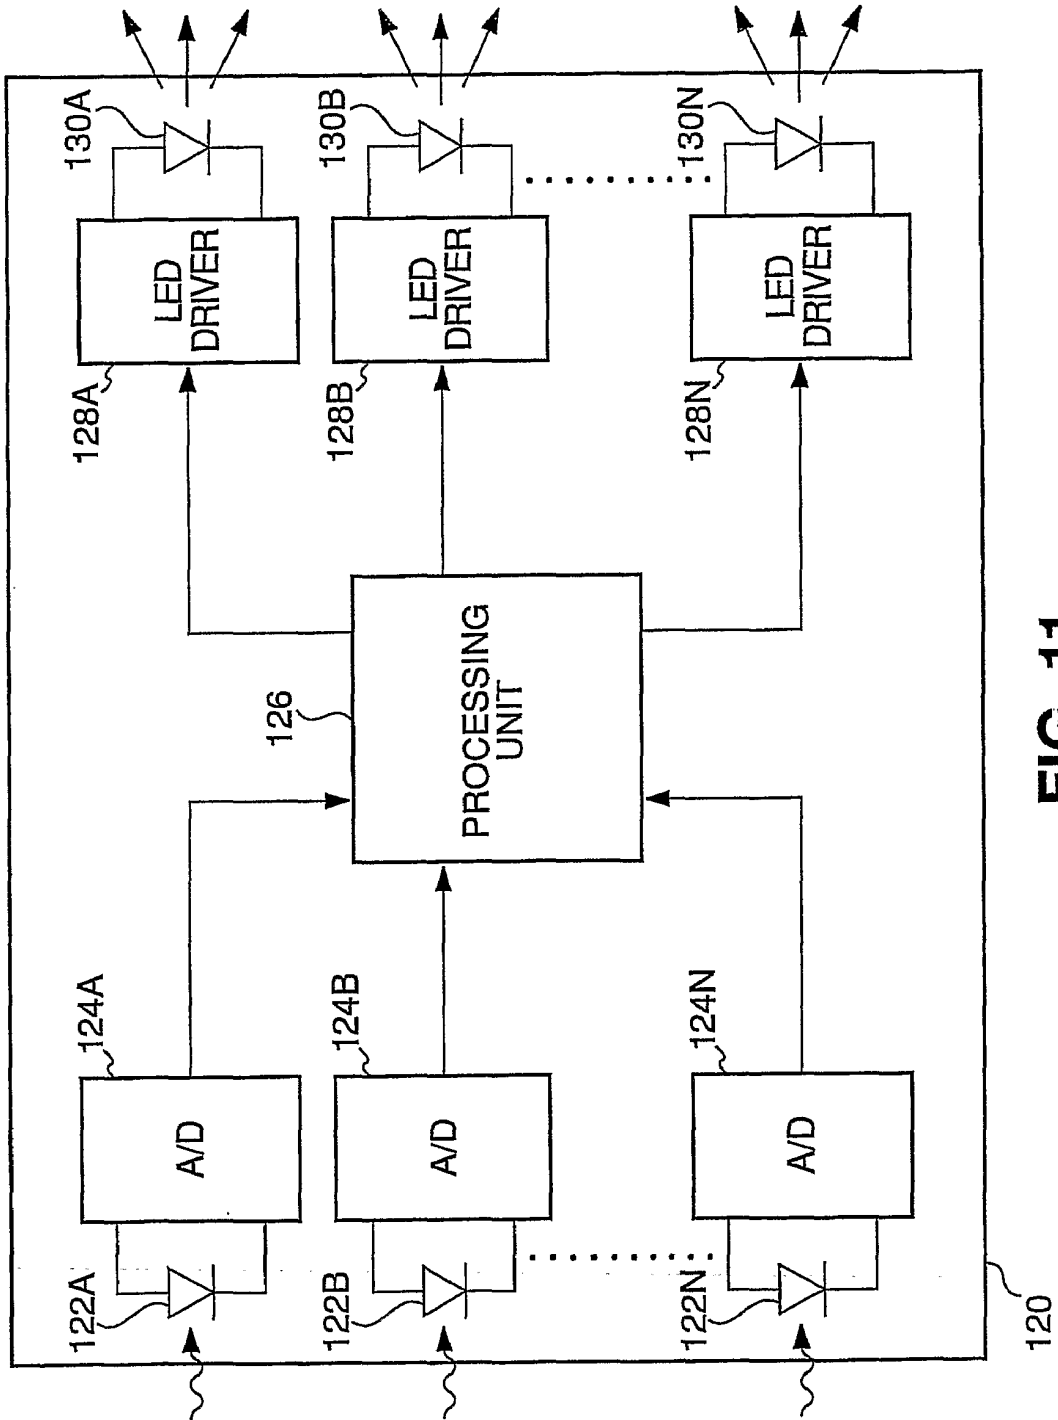 122A
122B
122N
A/D
A/D
A/D
124A
124B
124N
126
PROCESSING
UNIT
128A
128B
128N
LED
DRIVER
LED
DRIVER
LED
DRIVER
130A
130B
130N
120
FIG. 11